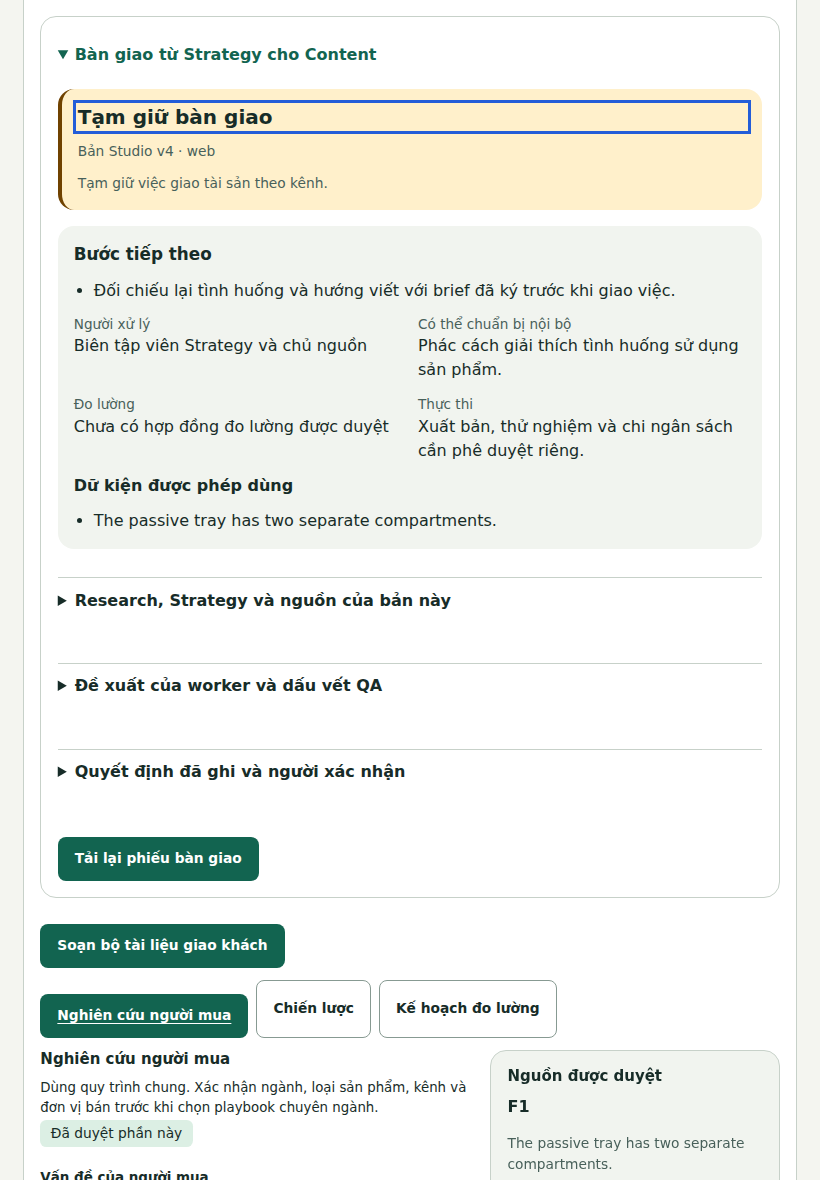 Bàn giao từ Strategy cho Content
Tạm giữ bàn giao
Bản Studio v4 · web
Tạm giữ việc giao tài sản theo kênh.
Bước tiếp theo
Đối chiếu lại tình huống và hướng viết với brief đã ký trước khi giao việc.
Người xử lý
Biên tập viên Strategy và chủ nguồn
Có thể chuẩn bị nội bộ
Phác cách giải thích tình huống sử dụng
sản phẩm.
Đo lường
Chưa có hợp đồng đo lường được duyệt
Thực thi
Xuất bản, thử nghiệm và chi ngân sách
cần phê duyệt riêng.
Dữ kiện được phép dùng
The passive tray has two separate compartments.
Research, Strategy và nguồn của bản này
Đề xuất của worker và dấu vết QA
Quyết định đã ghi và người xác nhận
Tải lại phiếu bàn giao
Soạn bộ tài liệu giao khách
Nghiên cứu người mua
Chiến lược
Kế hoạch đo lường
Nghiên cứu người mua
Dùng quy trình chung. Xác nhận ngành, loại sản phẩm, kênh và
đơn vị bán trước khi chọn playbook chuyên ngành.
Đã duyệt phần này
Vấn đề của người mua
Nguồn được duyệt
F1
The passive tray has two separate
compartments.